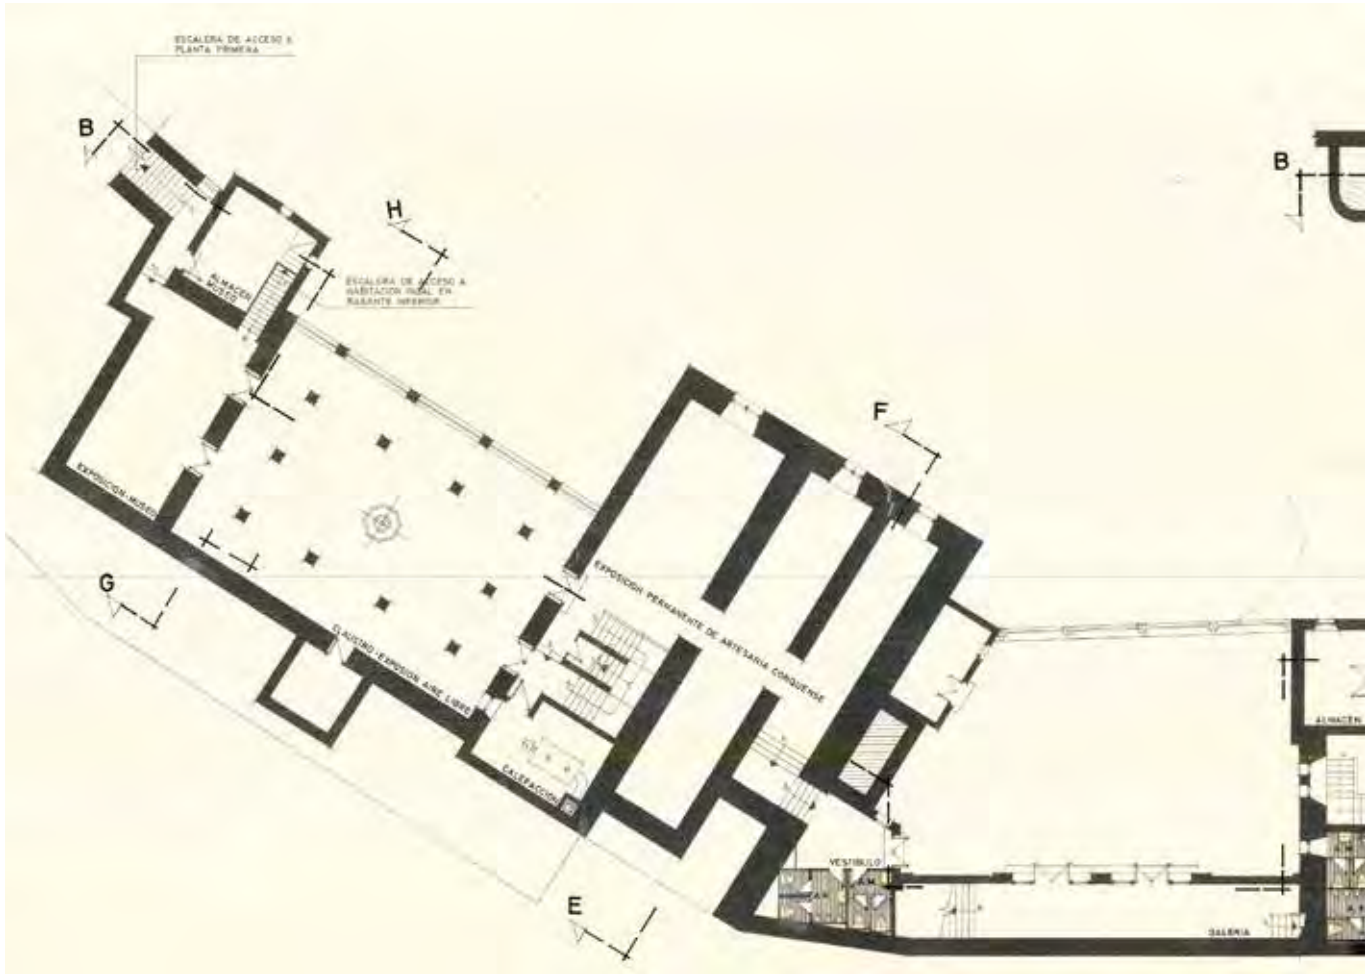 ESCALERA DE ACCESO A
PLANTA PRIMERA
B
B
H
ALMACEN
MUSEO
ESCALERA DE ACCESO A
HABITACION INICIAL EN
RASANTE INFERIOR
F
EXPOSICION-MUSEO
G
EXPOSICION PERMANENTE DE ARTESANIA CONQUENSE
CLAUSTRO-EXPOSION AIRE LIBRE
CALEFACCION
ALMACEN
VESTIBULO
E
GALERIA